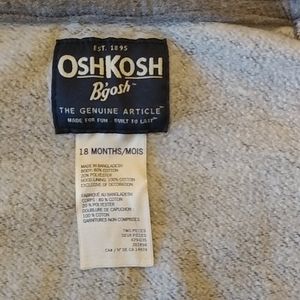 EST. 1895
OSHKOSH
B'gosh
THE GENUINE ARTICLE™
MADE FOR FUN BUILT TO LAST™
18 MONTHS/MOIS
MADE IN BANGLADESH
BODY: 80% COTTON
20% POLYESTER
HOOD LINING: 100% COTTON
EXCLUSIVE OF DECORATION
FABRIQUÉ AU BANGLADESH
CORPS: 80 % COTON
20 % POLYESTER
DOUBLURE DE CAPUCHON:
100 % COTON
GARNITURES NON COMPRISES
TWO PIECES
DEUX PIÈCES